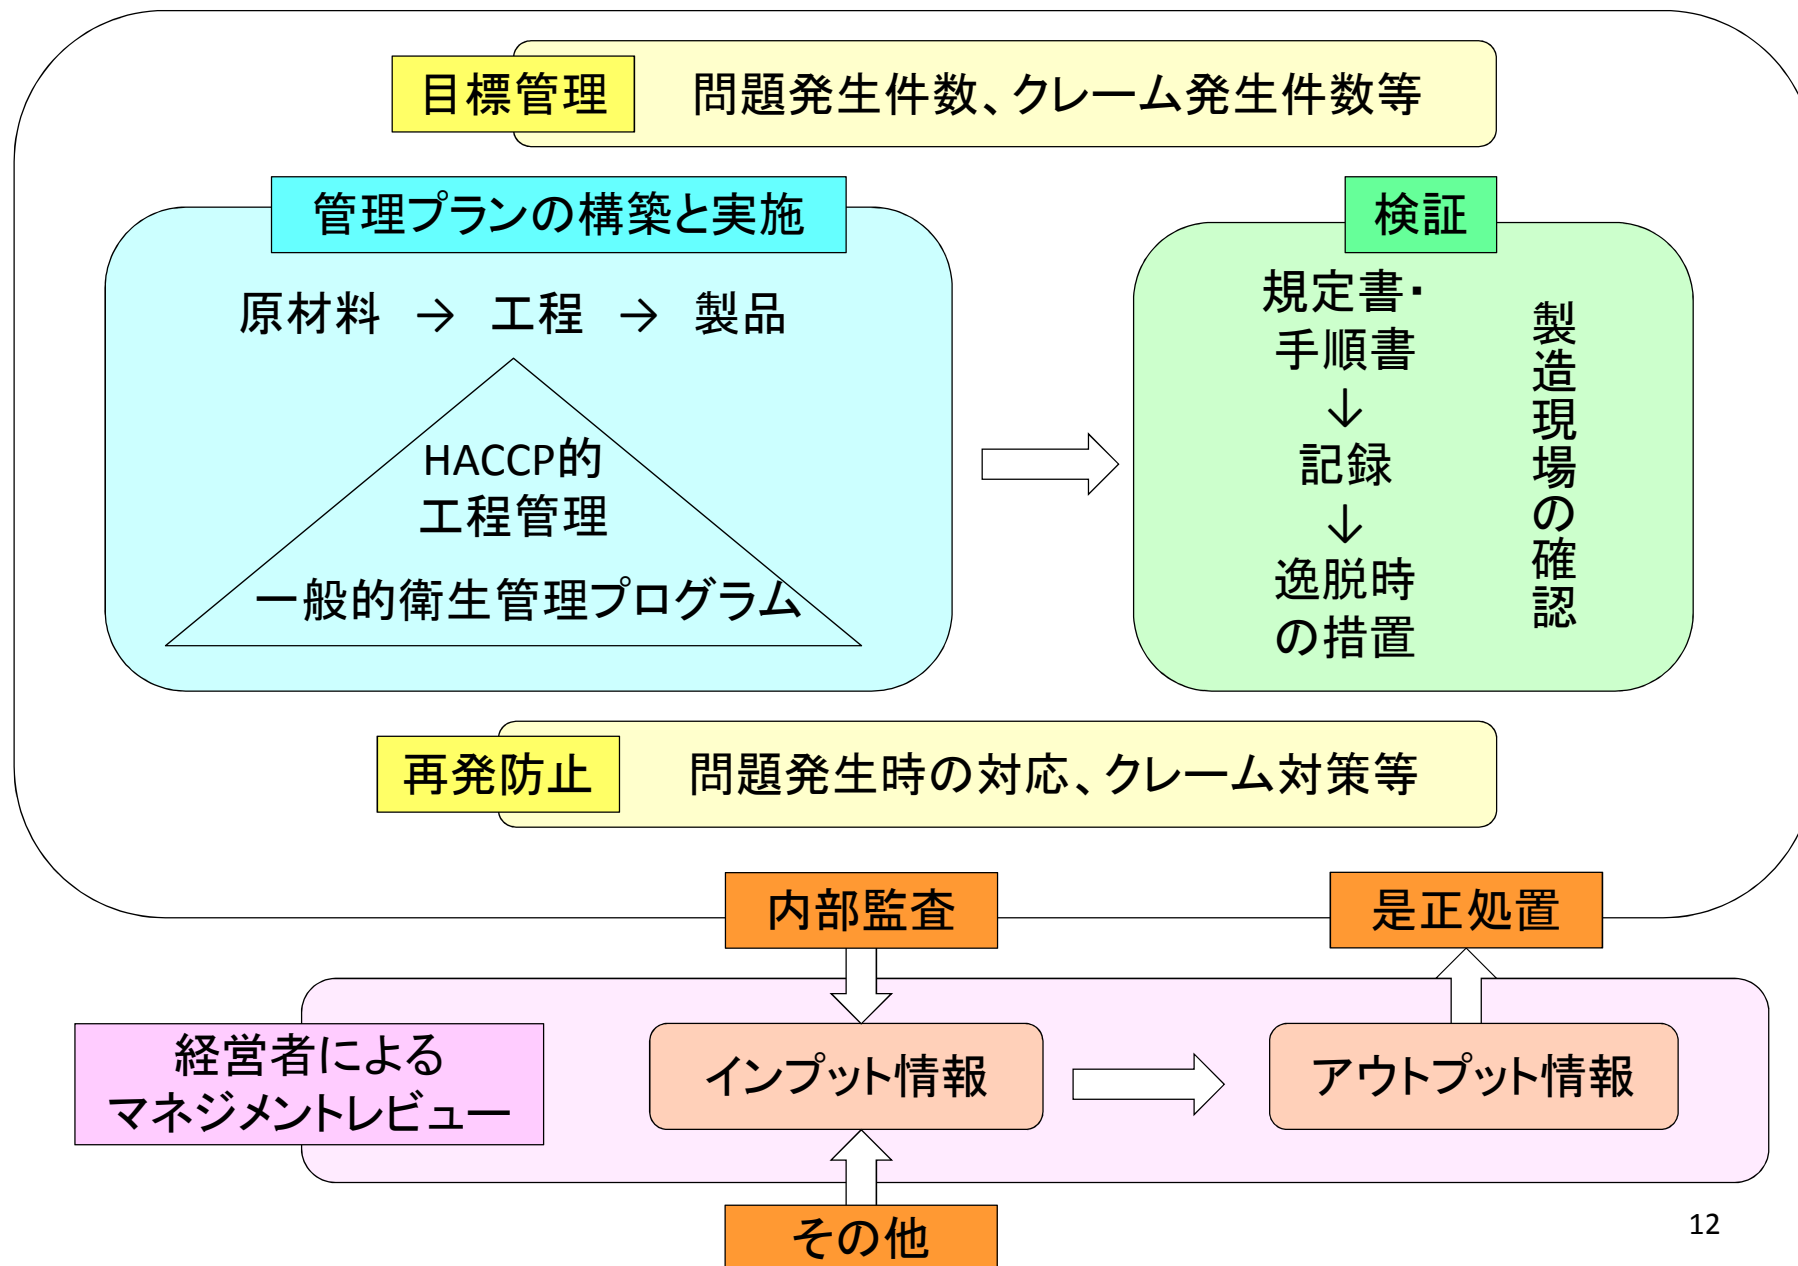 目標管理
問題発生件数、クレーム発生件数等
管理プランの構築と実施
原材料 → 工程 → 製品
HACCP的
工程管理
一般的衛生管理プログラム
検証
規定書・
手順書
↓
記録
↓
逸脱時
の措置
製造現場の確認
再発防止
問題発生時の対応、クレーム対策等
内部監査
是正処置
経営者による
マネジメントレビュー
インプット情報
アウトプット情報
その他
12